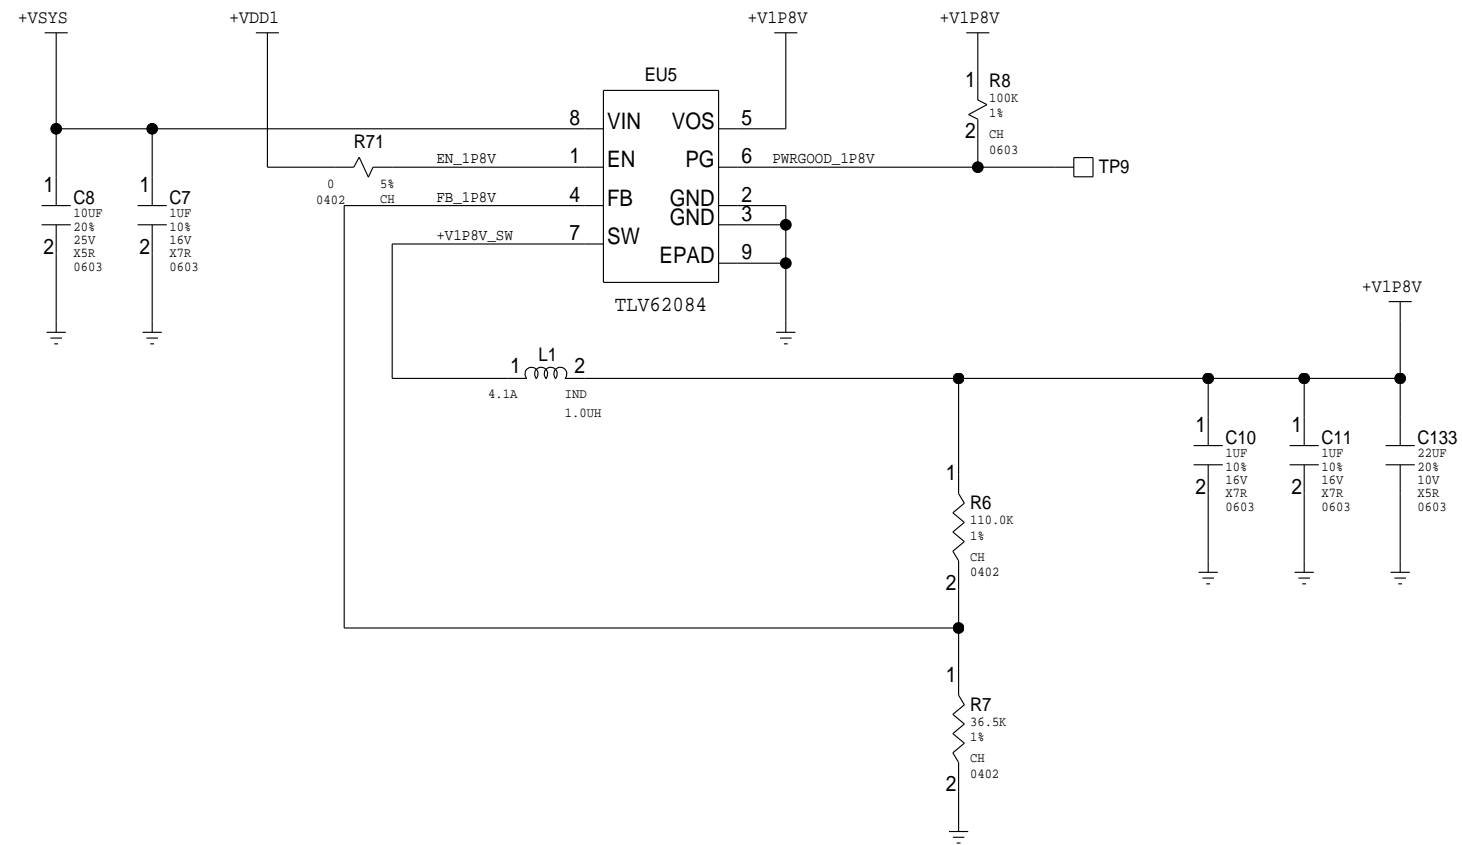 +VSYS
+VDD1
+V1P8V
+V1P8V
EU5
1
R8
100K
1%
2
CH
0603
8
VIN
VOS
5
R71
EN_1P8V
1
EN
PG
6
PWRGOOD_1P8V
TP9
0
5%
0402
CH
FB_1P8V
4
FB
GND
2
GND
3
+V1P8V_SW
7
SW
EPAD
9
TLV62084
1
C8
10UF
20%
25V
X5R
0603
2
1
C7
1UF
10%
16V
X7R
0603
2
+V1P8V
1
L1
2
4.1A
IND
1.0UH
1
C10
1UF
10%
16V
X7R
0603
2
1
C11
1UF
10%
16V
X7R
0603
2
C133
22UF
20%
10V
X5R
0603
1
R6
110.0K
1%
CH
0402
2
1
R7
36.5K
1%
CH
0402
2